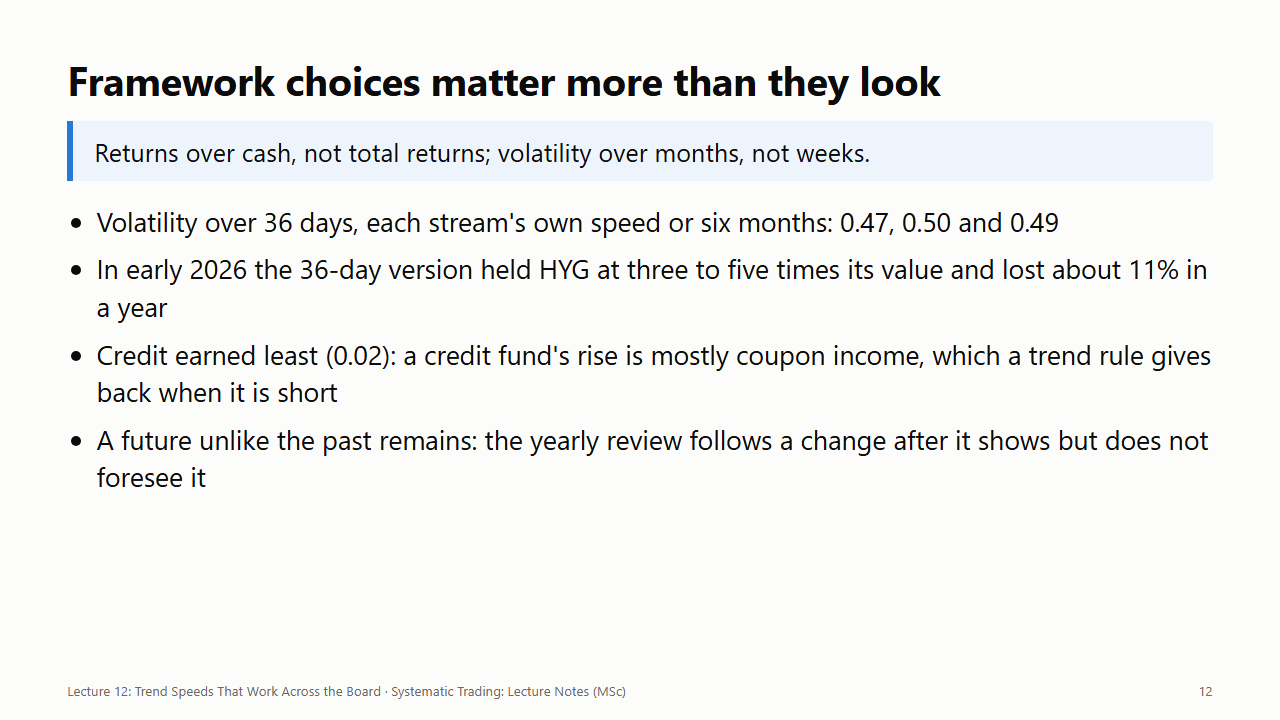 Framework choices matter more than they look
Returns over cash, not total returns; volatility over months, not weeks.
• Volatility over 36 days, each stream's own speed or six months: 0.47, 0.50 and 0.49
• In early 2026 the 36-day version held HYG at three to five times its value and lost about 11% in
a year
• Credit earned least (0.02): a credit fund's rise is mostly coupon income, which a trend rule gives
back when it is short
• A future unlike the past remains: the yearly review follows a change after it shows but does not
foresee it
Lecture 12: Trend Speeds That Work Across the Board · Systematic Trading: Lecture Notes (MSc)
12